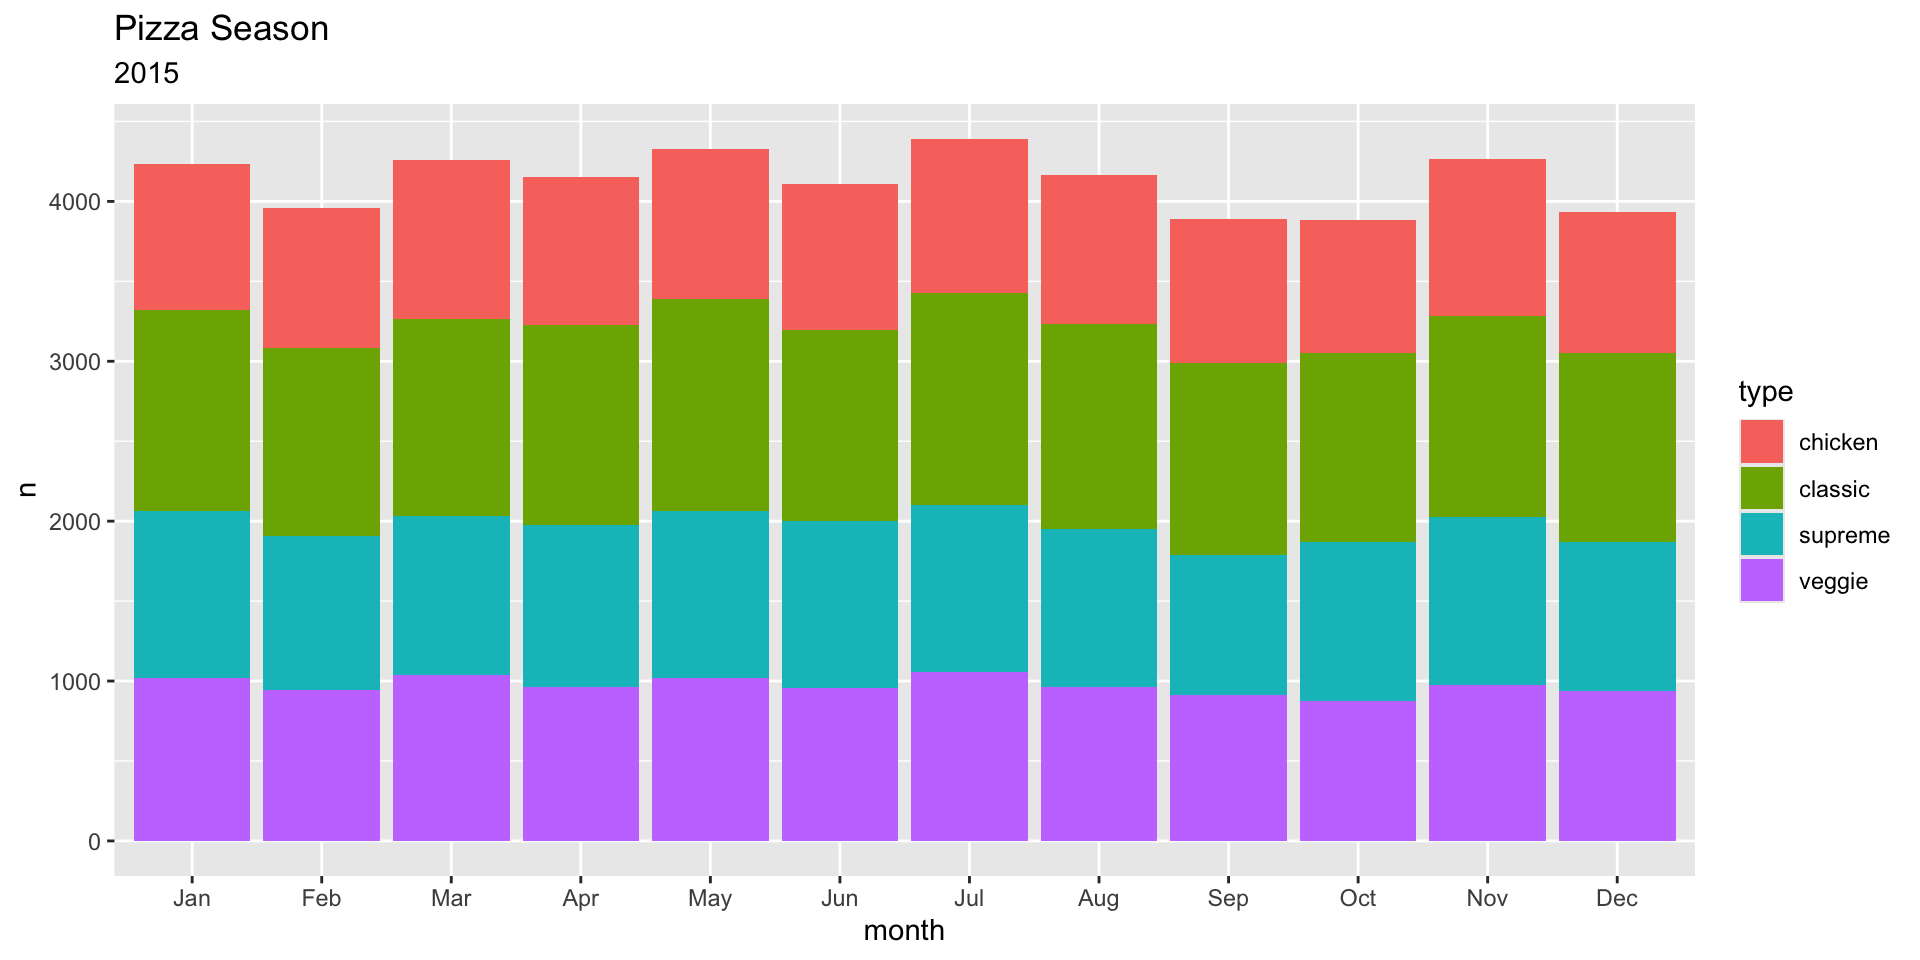 Pizza Season
2015
n
4000
3000
2000
1000
0
Jan Feb Mar Apr May Jun Jul Aug Sep Oct Nov Dec
month
type
chicken
classic
supreme
veggie